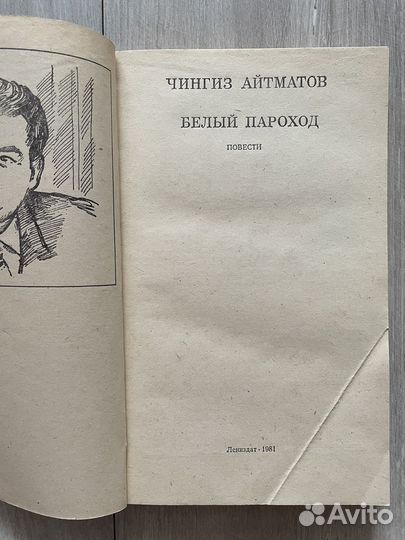 ЧИНГИЗ АЙТМАТОВ
БЕЛЫЙ ПАРОХОД
ПОВЕСТИ
Лениздат · 1981
Avito